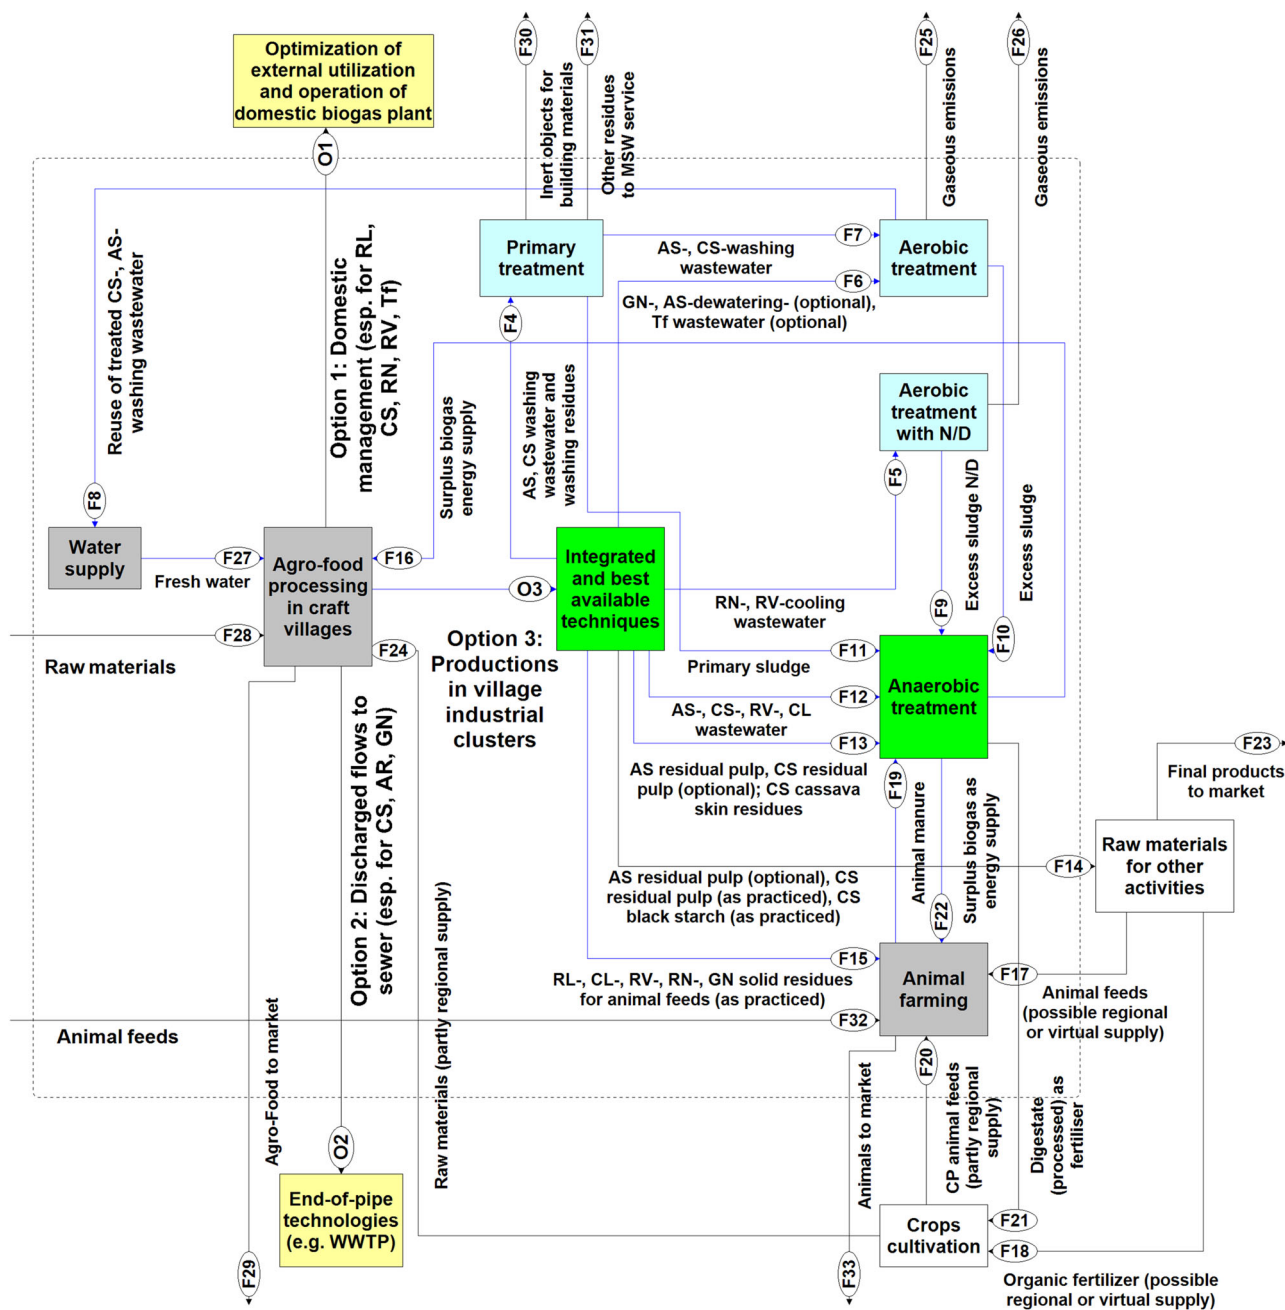 F30
F31
F25
F26
Optimization of
external utilization
and operation of
domestic biogas plant
O1
Inert objects for
building materials
Other residues
to MSW service
Gaseous emissions
Gaseous emissions
Reuse of treated CS-, AS-
washing wastewater
Option 1: Domestic
management (esp. for RL,
CS, RN, RV, Tf)
Primary
treatment
F7
AS-, CS-washing
wastewater
F6
GN-, AS-dewatering- (optional),
Tf wastewater (optional)
Aerobic
treatment
F4
Surplus biogas
energy supply
AS, CS washing
wastewater and
washing residues
Aerobic
treatment
with N/D
F5
Excess sludge N/D
Excess sludge
F8
Water
supply
F27
Fresh water
Agro-food
processing
in craft
villages
F16
O3
Integrated
and best
available
techniques
RN-, RV-cooling
wastewater
F9
F10
F28
Raw materials
F24
Option 3:
Productions
in village
industrial
clusters
F11
Primary sludge
F12
AS-, CS-, RV-, CL
wastewater
F13
Anaerobic
treatment
AS residual pulp, CS residual
pulp (optional); CS cassava
skin residues
F19
Animal manure
Surplus biogas as
energy supply
F22
F23
Final products
to market
Option 2: Discharged flows to
sewer (esp. for CS, AR, GN)
F14
Raw materials
for other
activities
AS residual pulp (optional), CS
residual pulp (as practiced), CS
black starch (as practiced)
F15
RL-, CL-, RV-, RN-, GN solid residues
for animal feeds (as practiced)
Animal
farming
F17
Animal feeds
(possible regional
or virtual supply)
Animal feeds
F32
Agro-Food to market
Raw materials (partly regional supply)
F20
Animals to market
CP animal feeds
(partly regional
supply)
Digestate
(processed) as
fertiliser
O2
End-of-pipe
technologies
(e.g. WWTP)
Crops
cultivation
F21
F18
Organic fertilizer (possible
regional or virtual supply)
F29
F33